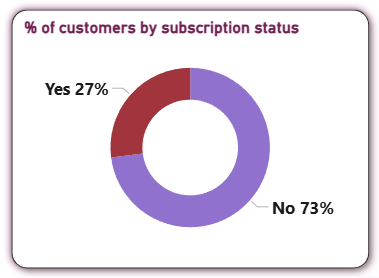 % of customers by subscription status
Yes 27%
No 73%